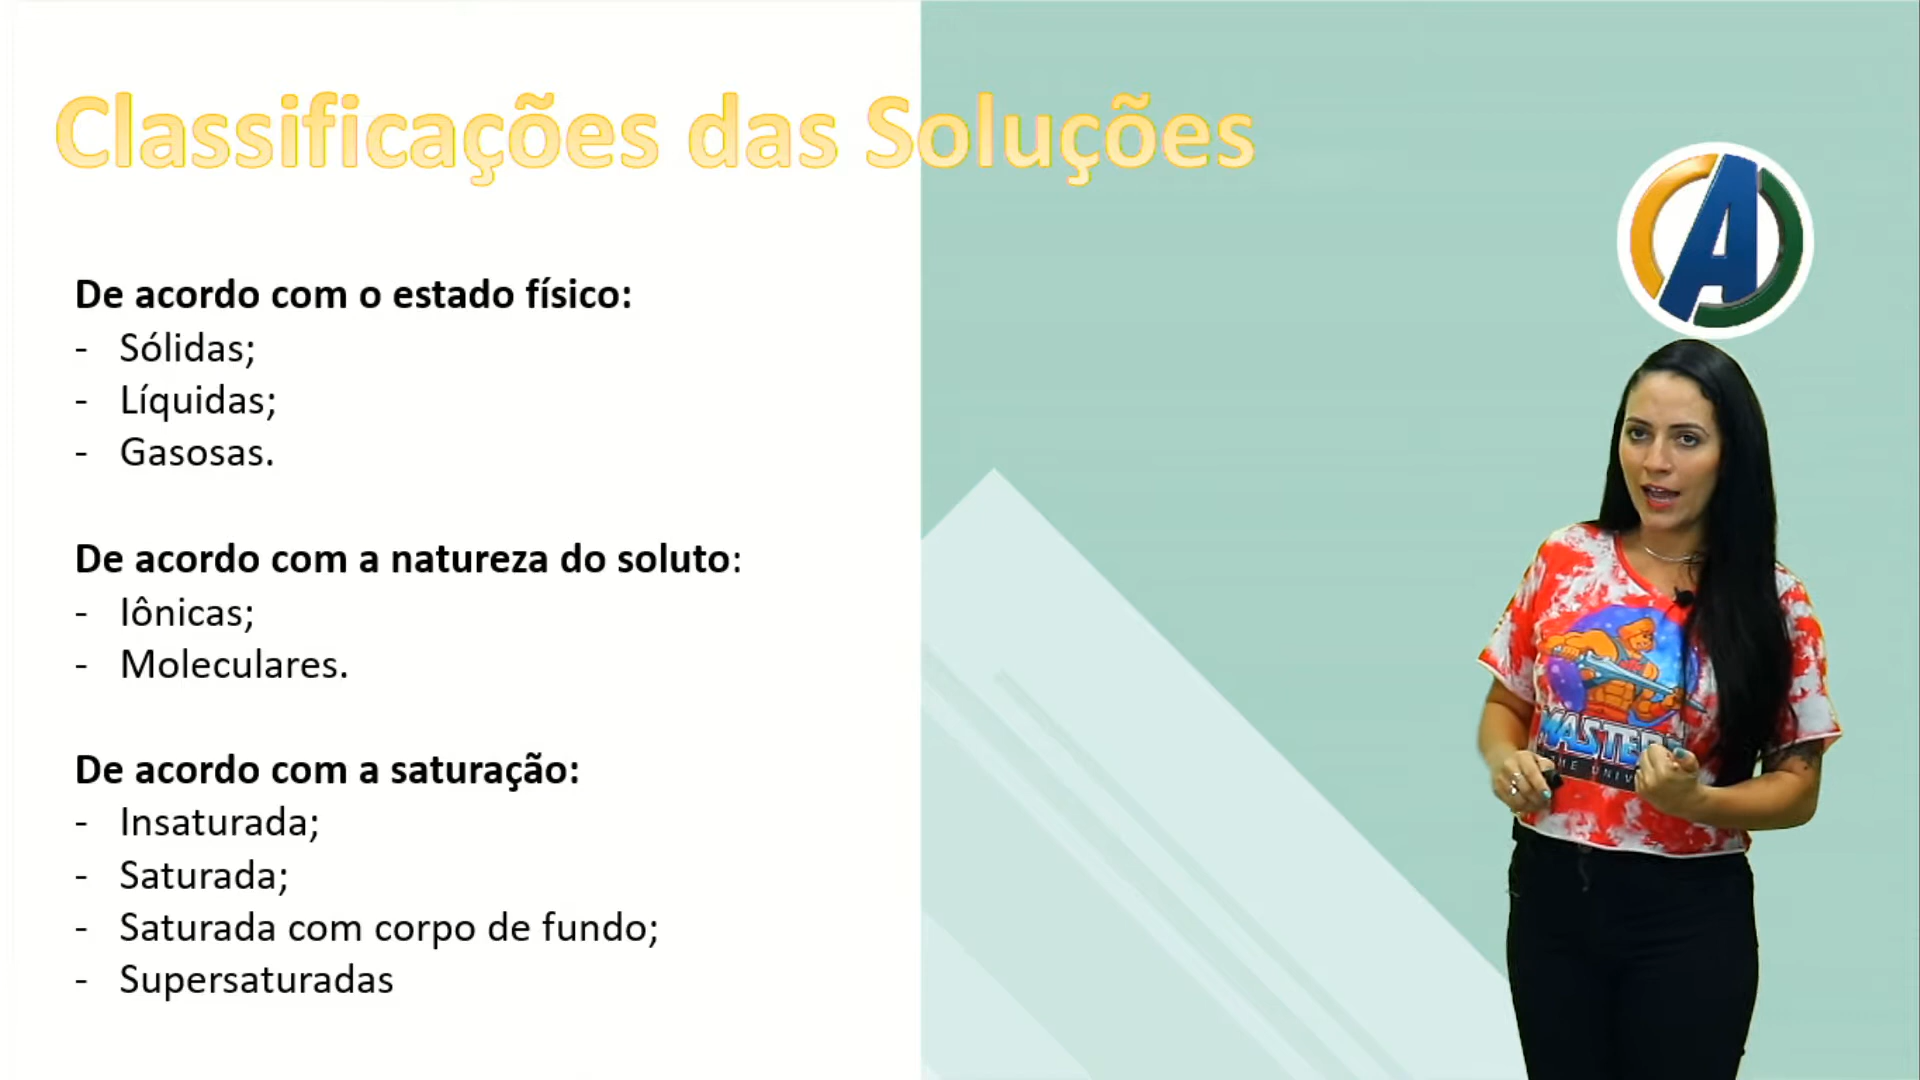 Classificações das Soluções
A
De acordo com o estado físico:
- Sólidas;
- Líquidas;
- Gasosas.
De acordo com a natureza do soluto:
- Iônicas;
- Moleculares.
De acordo com a saturação:
- Insaturada;
- Saturada;
- Saturada com corpo de fundo;
- Supersaturadas